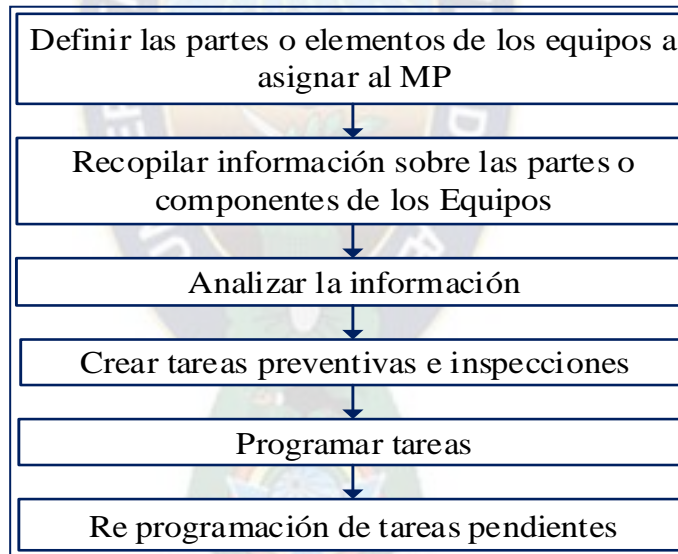 Definir las partes o elementos de los equipos a
asignar al MP
Recopilar información sobre las partes o
componentes de los Equipos
Analizar la información
Crear tareas preventivas e inspecciones
Programar tareas
Re programación de tareas pendientes